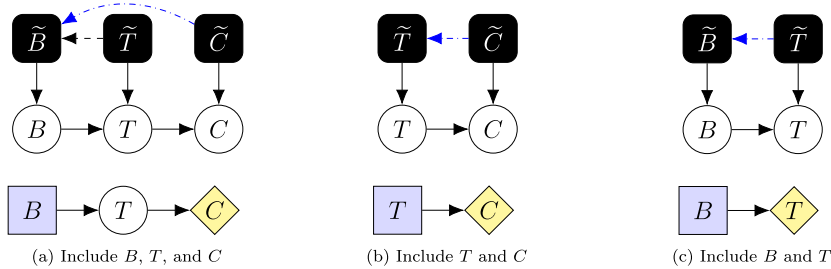 B̃ T̃ C̃ T̃ C̃ B̃ T̃
B T C T C B T
B T C T C B T
(a) Include B, T, and C (b) Include T and C (c) Include B and T